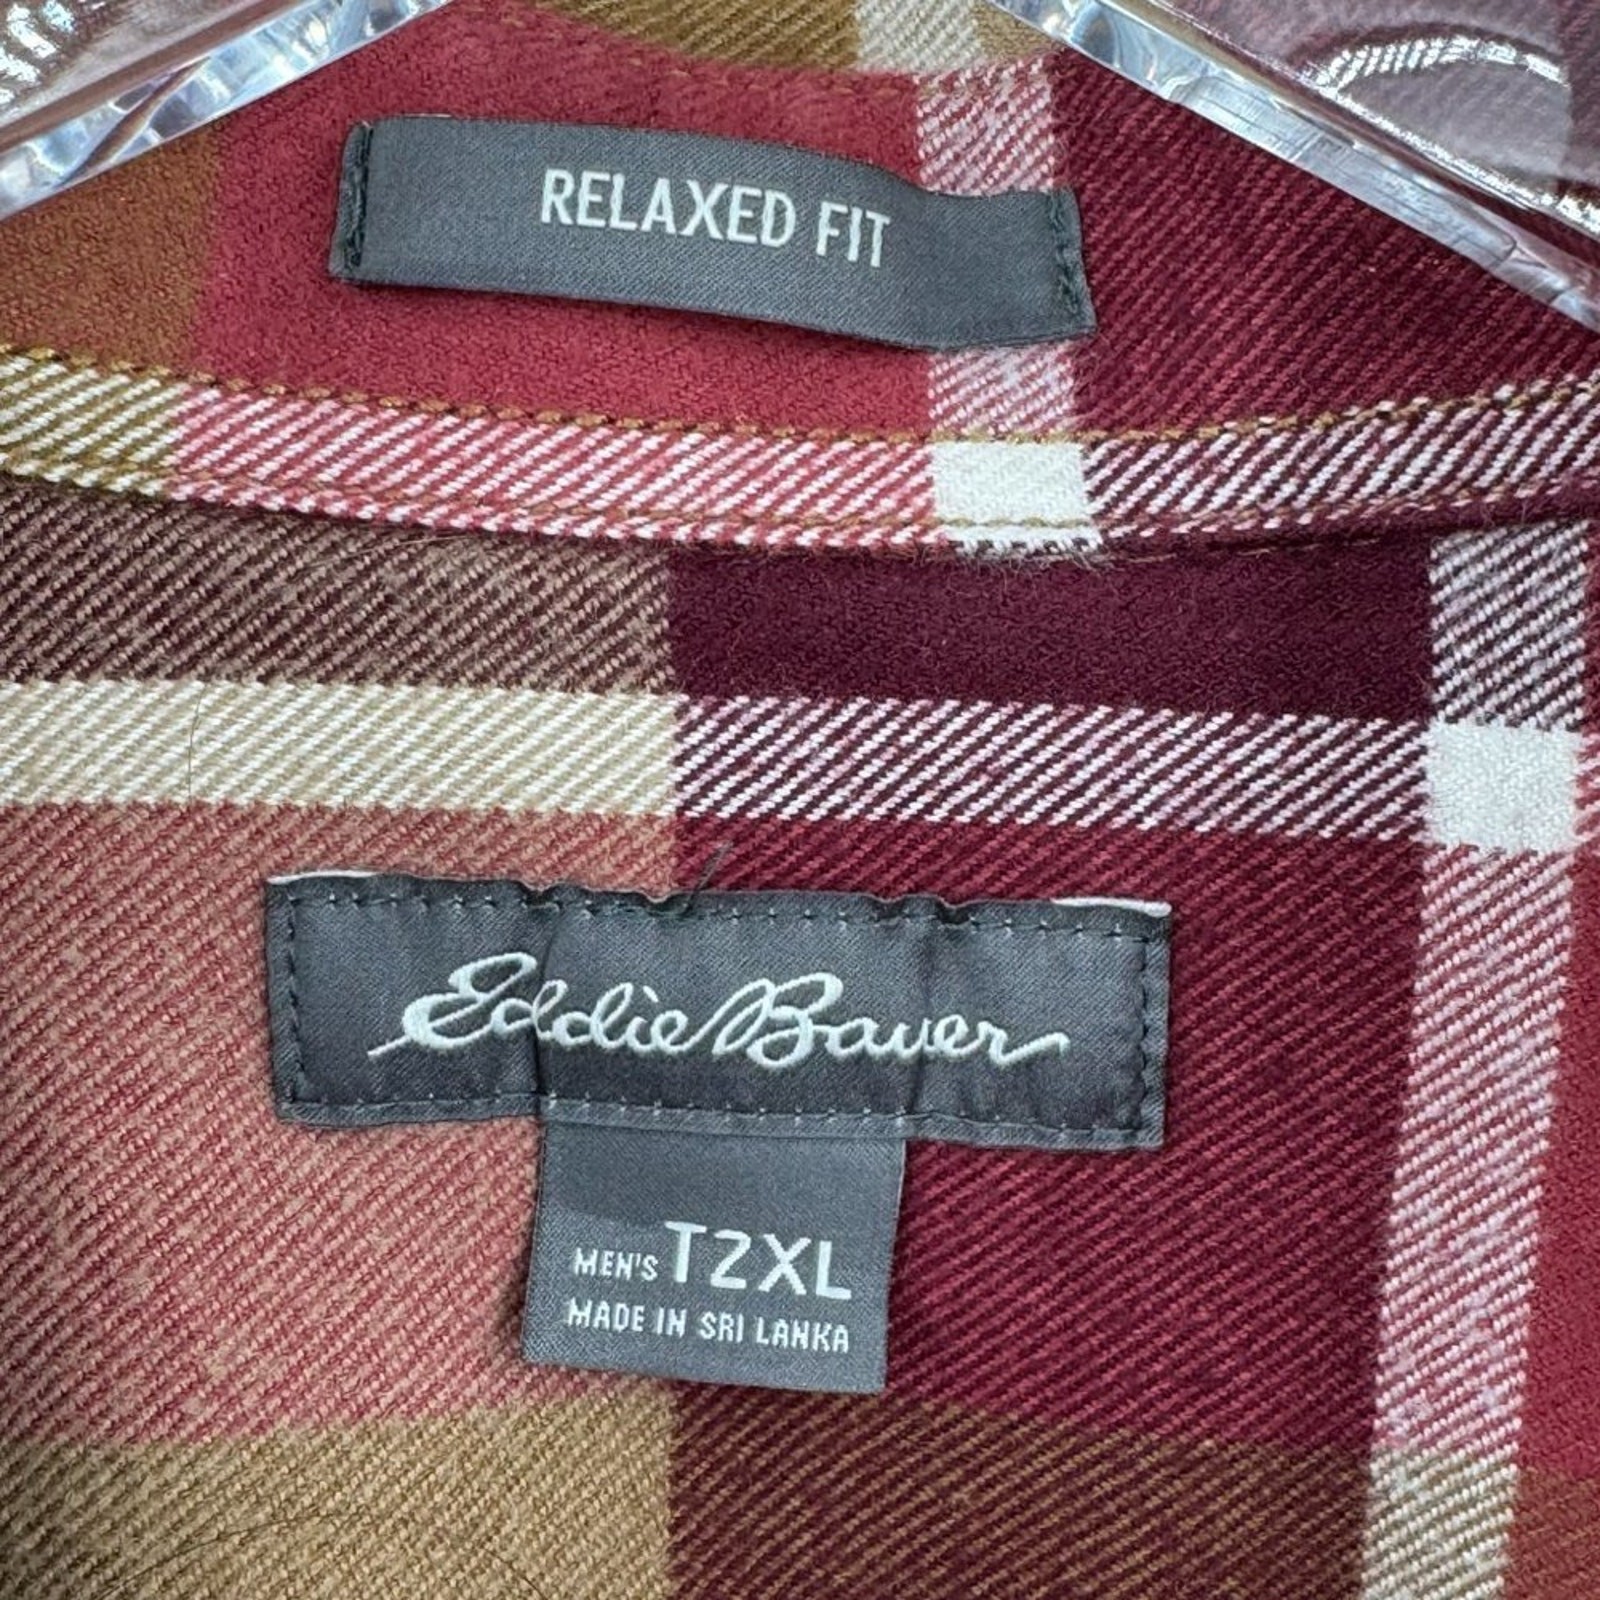 RELAXED FIT
Eddie Bauer
MEN'S T2XL
MADE IN SRI LANKA